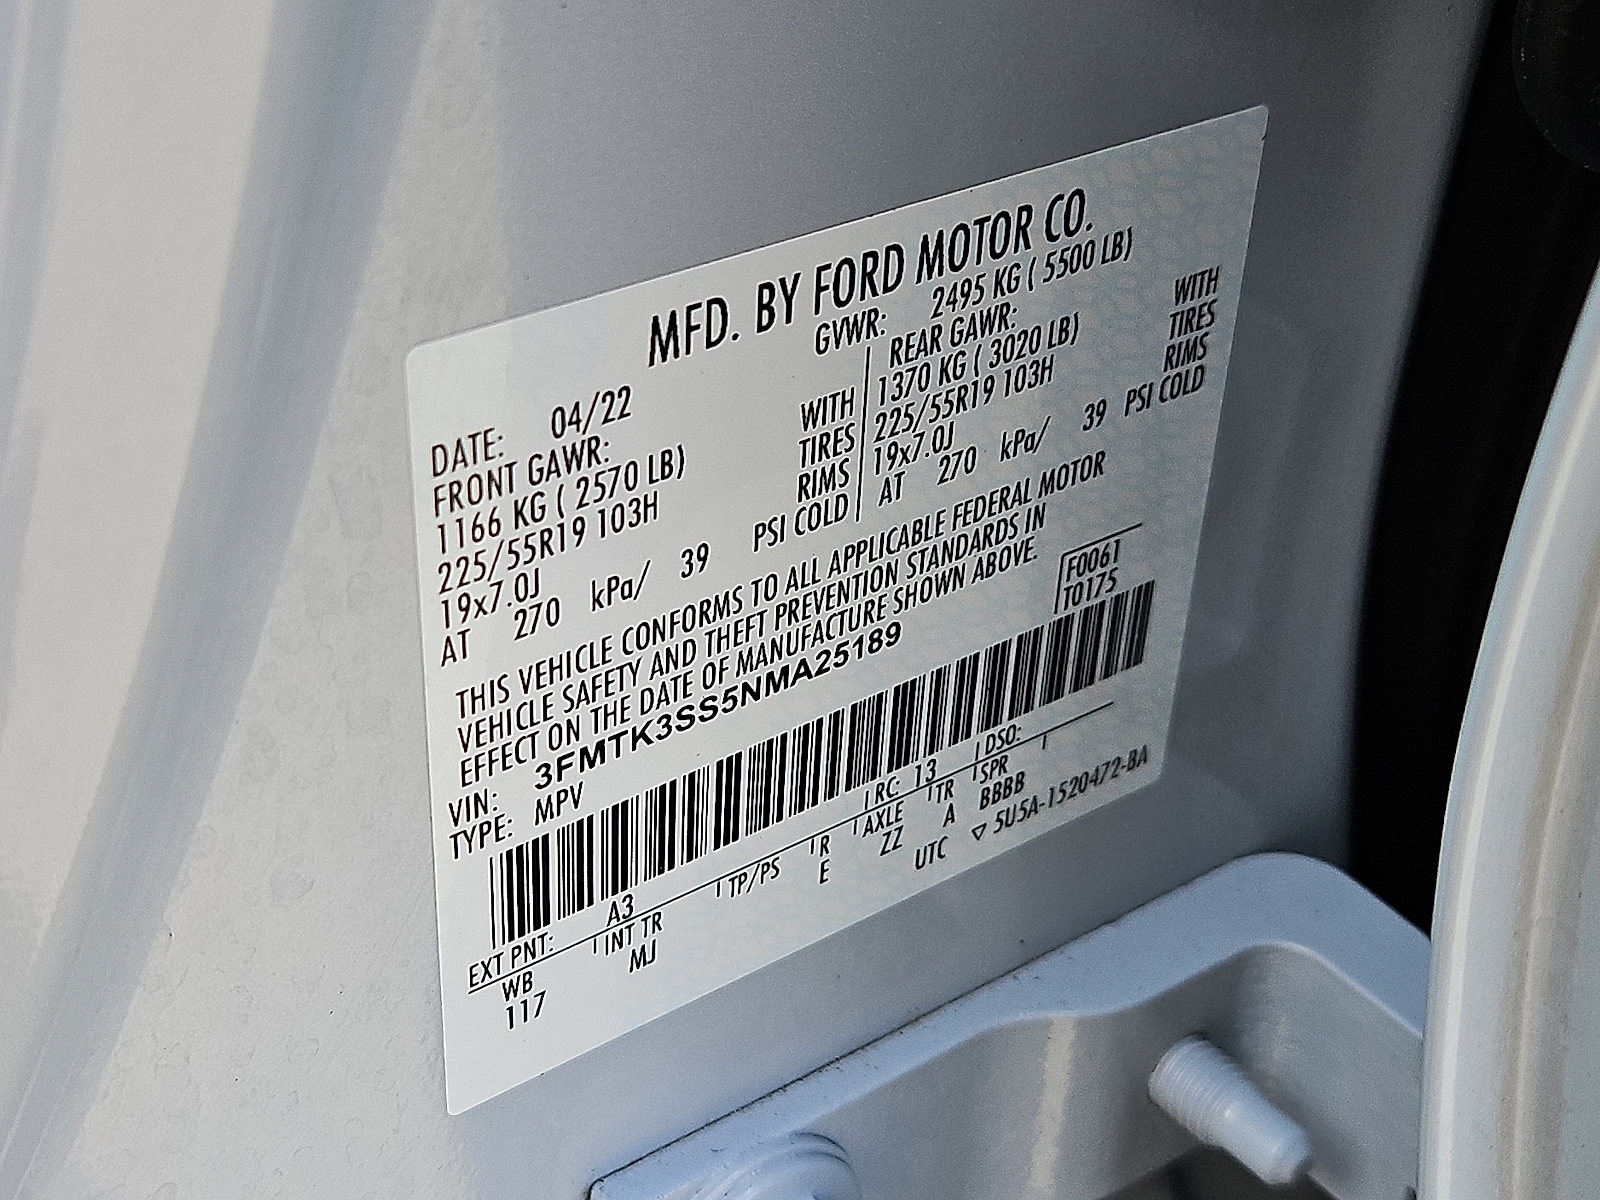 MFD. BY FORD MOTOR CO.
DATE: 04/22 GVWR: 2495 KG ( 5500 LB)
FRONT GAWR: REAR GAWR:
1166 KG ( 2570 LB) WITH 1370 KG ( 3020 LB) WITH
225/55R19 103H TIRES 225/55R19 103H TIRES
19x7.0J RIMS 19x7.0J RIMS
AT 270 kPa/ 39 PSI COLD AT 270 kPa/ 39 PSI COLD
THIS VEHICLE CONFORMS TO ALL APPLICABLE FEDERAL MOTOR
VEHICLE SAFETY AND THEFT PREVENTION STANDARDS IN
EFFECT ON THE DATE OF MANUFACTURE SHOWN ABOVE.
VIN: 3FMTK3SS5NMA25189 F0061
TYPE: MPV T0175
EXT PNT: A3 RC: 13 DSO:
WB INT TR TP/PS R AXLE TR SPR
117 MJ E ZZ A BBBB
UTC ▽ 5U5A-1520472-BA